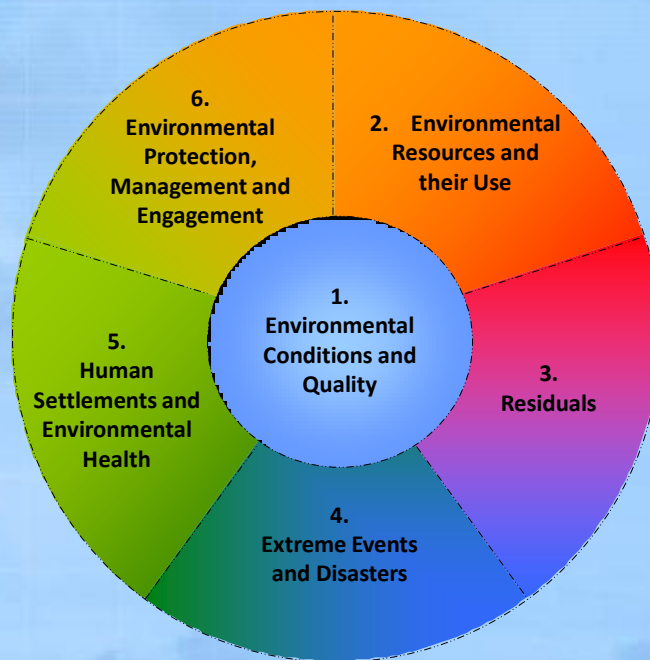 1.
Environmental
Conditions and
Quality
2. Environmental
Resources and
their Use
3.
Residuals
4.
Extreme Events
and Disasters
5.
Human
Settlements and
Environmental
Health
6.
Environmental
Protection,
Management and
Engagement